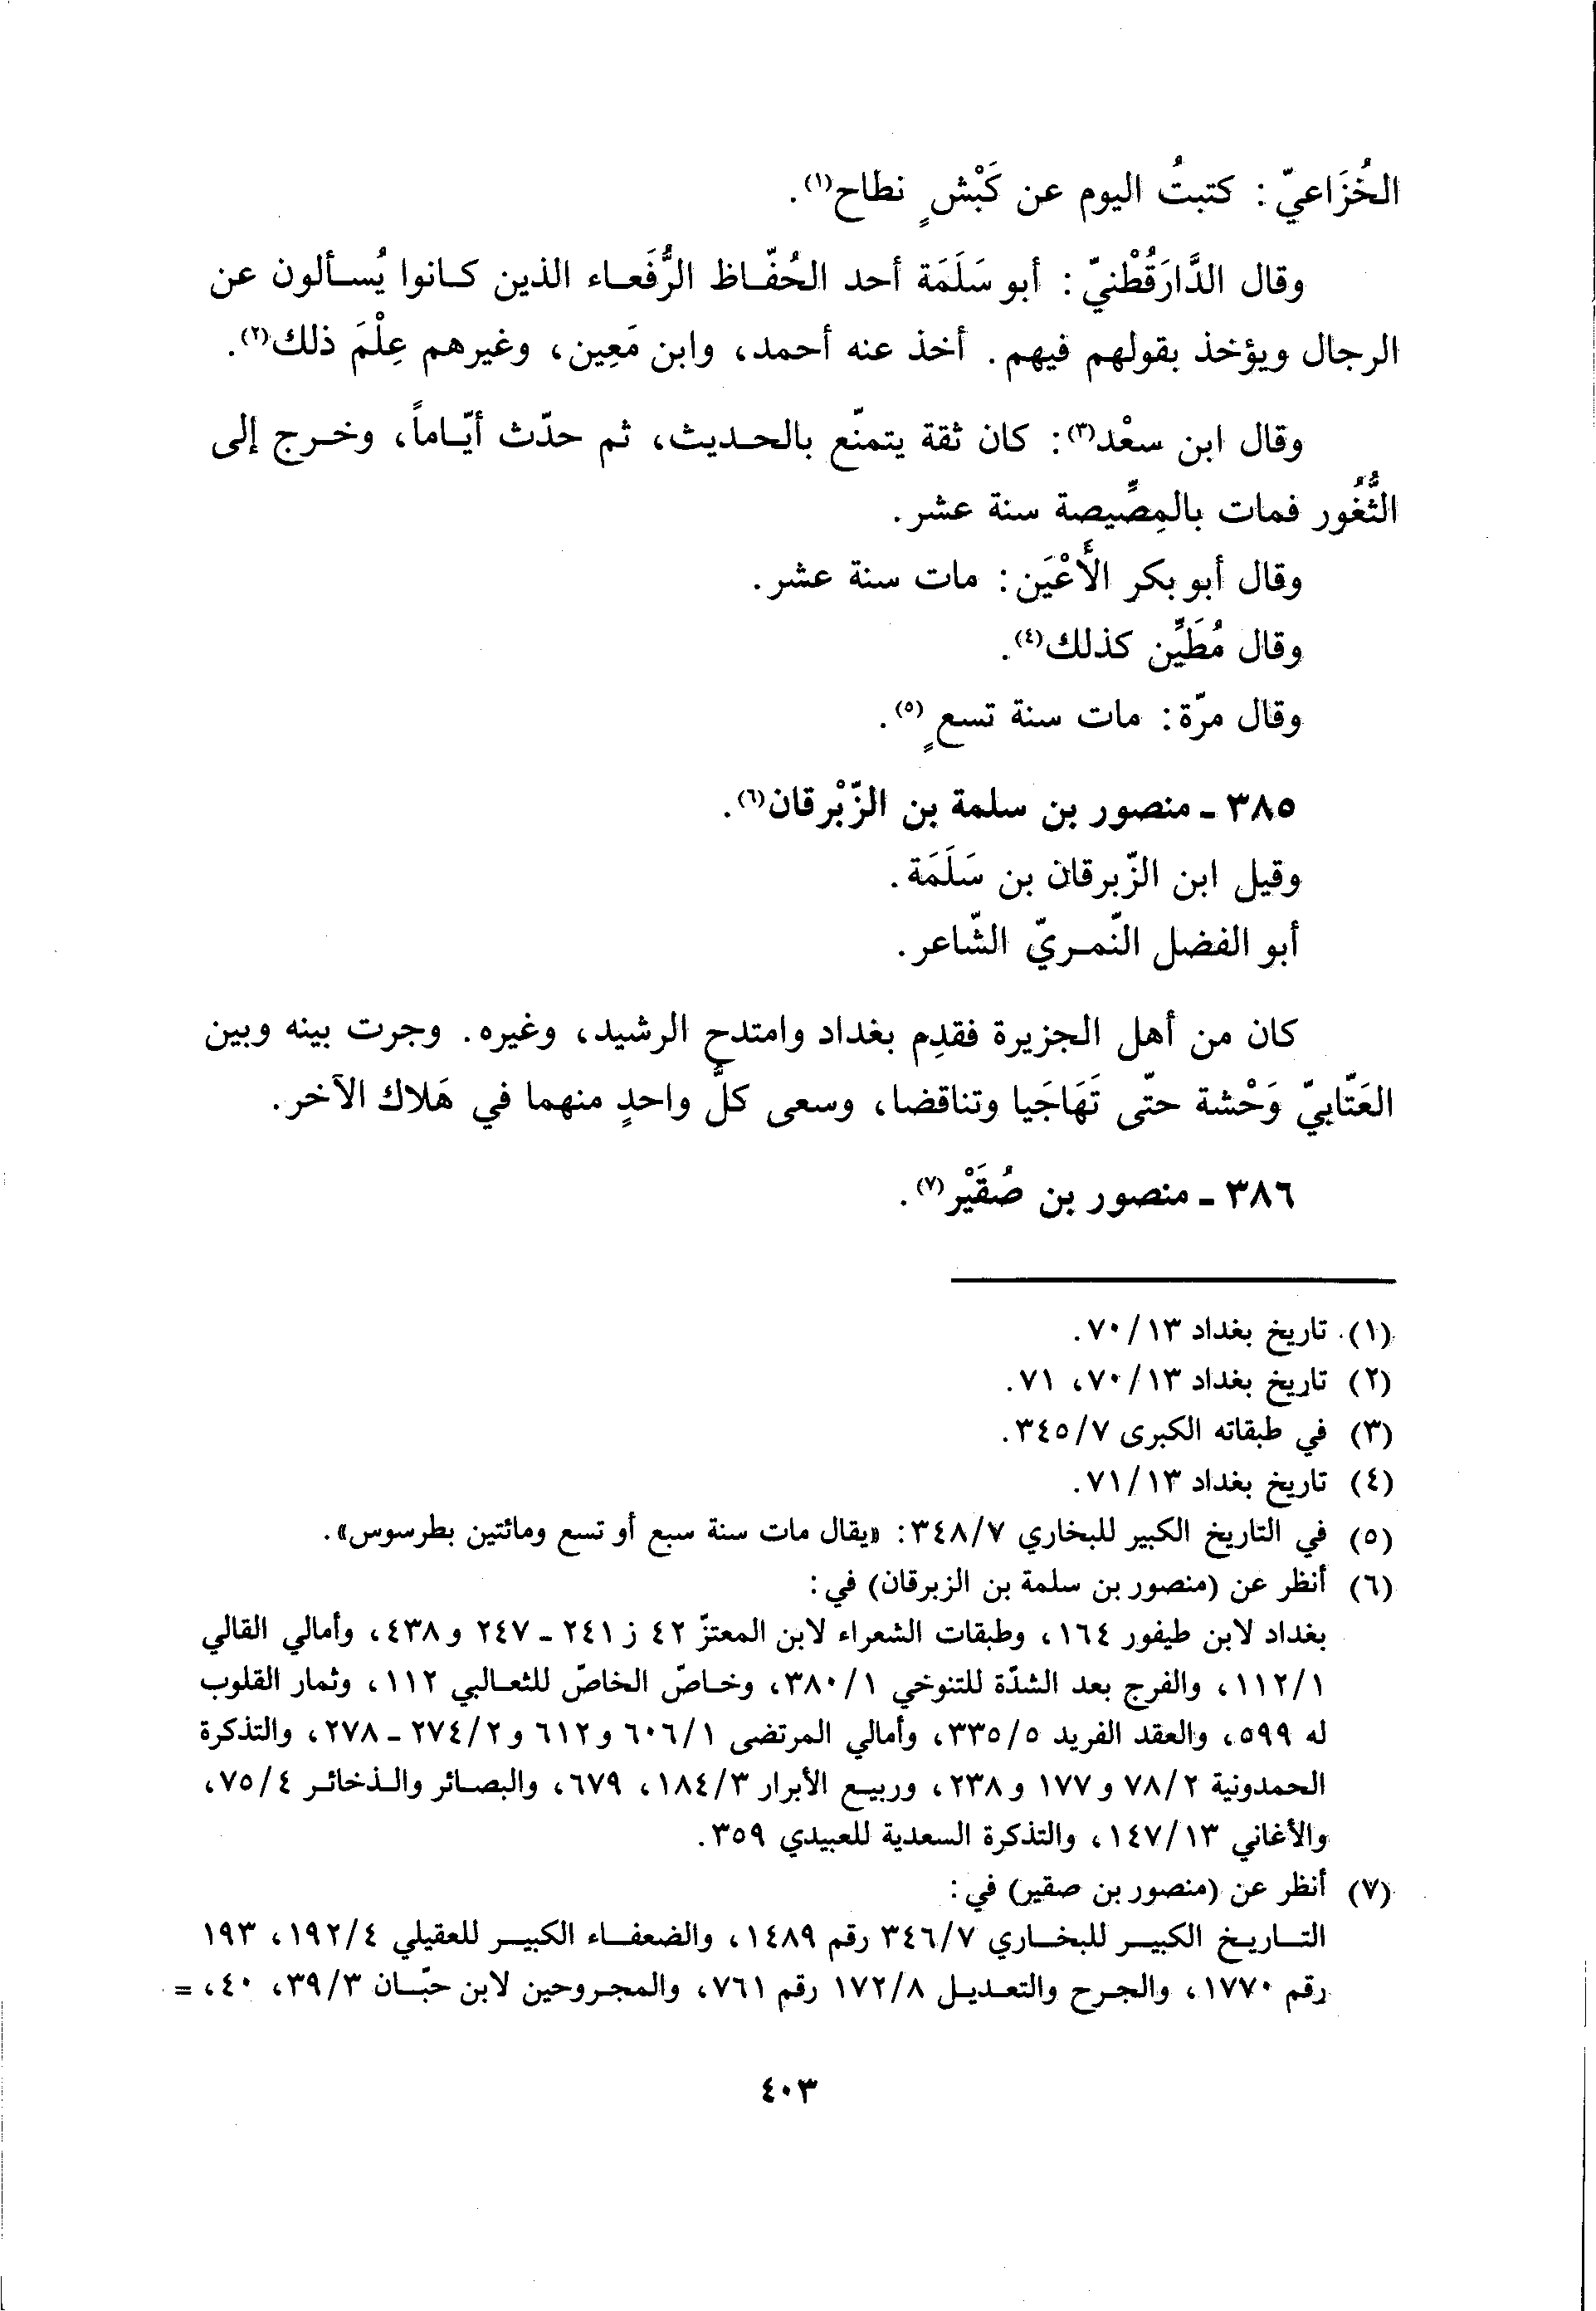 الخُزَاعيّ: كتبتُ اليوم عن كَبْشٍ نطاح⁽¹⁾.
وقال الدَّارَقُطْنيّ: أبو سَلَمَة أحد الحُفّاظ الرُّفَعاء الذين كانوا يُسألون عن
الرجال ويؤخذ بقولهم فيهم. أخذ عنه أحمد، وابن مَعِين، وغيرهم عِلْمَ ذلك⁽²⁾.
وقال ابن سعْد⁽³⁾: كان ثقة يتمنّع بالحديث، ثم حدّث أيّاماً، وخرج إلى
الثُّغُور فمات بالمِصِّيصة سنة عشر.
وقال أبو بكر الأَعْيَن: مات سنة عشر.
وقال مُطَيِّن كذلك⁽⁴⁾.
وقال مرّة: مات سنة تسعٍ⁽⁵⁾.
٣٨٥ - منصور بن سلمة بن الزّبْرقان⁽⁶⁾.
وقيل ابن الزّبرقان بن سَلَمَة.
أبو الفضل النّمريّ الشّاعر.
كان من أهل الجزيرة فقدِم بغداد وامتدح الرشيد، وغيره. وجرت بينه وبين
العَتّابيّ وَحْشة حتّى تَهَاجَيا وتناقضا، وسعى كلُّ واحدٍ منهما في هَلاك الآخر.
٣٨٦ - منصور بن صُقَيْر⁽⁷⁾.
(١) تاريخ بغداد ١٣/٧٠.
(٢) تاريخ بغداد ١٣/٧٠، ٧١.
(٣) في طبقاته الكبرى ٧/٣٤٥.
(٤) تاريخ بغداد ١٣/٧١.
(٥) في التاريخ الكبير للبخاري ٧/٣٤٨: «يقال مات سنة سبع أو تسع ومائتين بطرسوس».
(٦) أنظر عن (منصور بن سلمة بن الزبرقان) في:
بغداد لابن طيفور ١٦٤، وطبقات الشعراء لابن المعتزّ ٤٢ ز ٢٤١ - ٢٤٧ و ٤٣٨، وأمالي القالي
١/١١٢، والفرج بعد الشدّة للتنوخي ١/٣٨٠، وخاصّ الخاصّ للثعالبي ١١٢، وثمار القلوب
له ٥٩٩، والعقد الفريد ٥/٣٣٥، وأمالي المرتضى ١/٦٠٦ و٦١٢ و٢/٢٧٤ - ٢٧٨، والتذكرة
الحمدونية ٢/٧٨ و ١٧٧ و ٢٣٨، وربيع الأبرار ٣/١٨٤، ٦٧٩، والبصائر والذخائر ٤/٧٥،
والأغاني ١٣/١٤٧، والتذكرة السعدية للعبيدي ٣٥٩.
(٧) أنظر عن (منصور بن صقير) في:
التاريخ الكبير للبخاري ٧/٣٤٦ رقم ١٤٨٩، والضعفاء الكبير للعقيلي ٤/١٩٢، ١٩٣
رقم ١٧٧٠، والجرح والتعديل ٨/١٧٢ رقم ٧٦١، والمجروحين لابن حبّان ٣/٣٩، ٤٠، =
٤٠٣